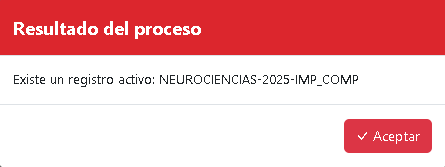 Resultado del proceso
Existe un registro activo: NEUROCIENCIAS-2025-IMP_COMP
Aceptar